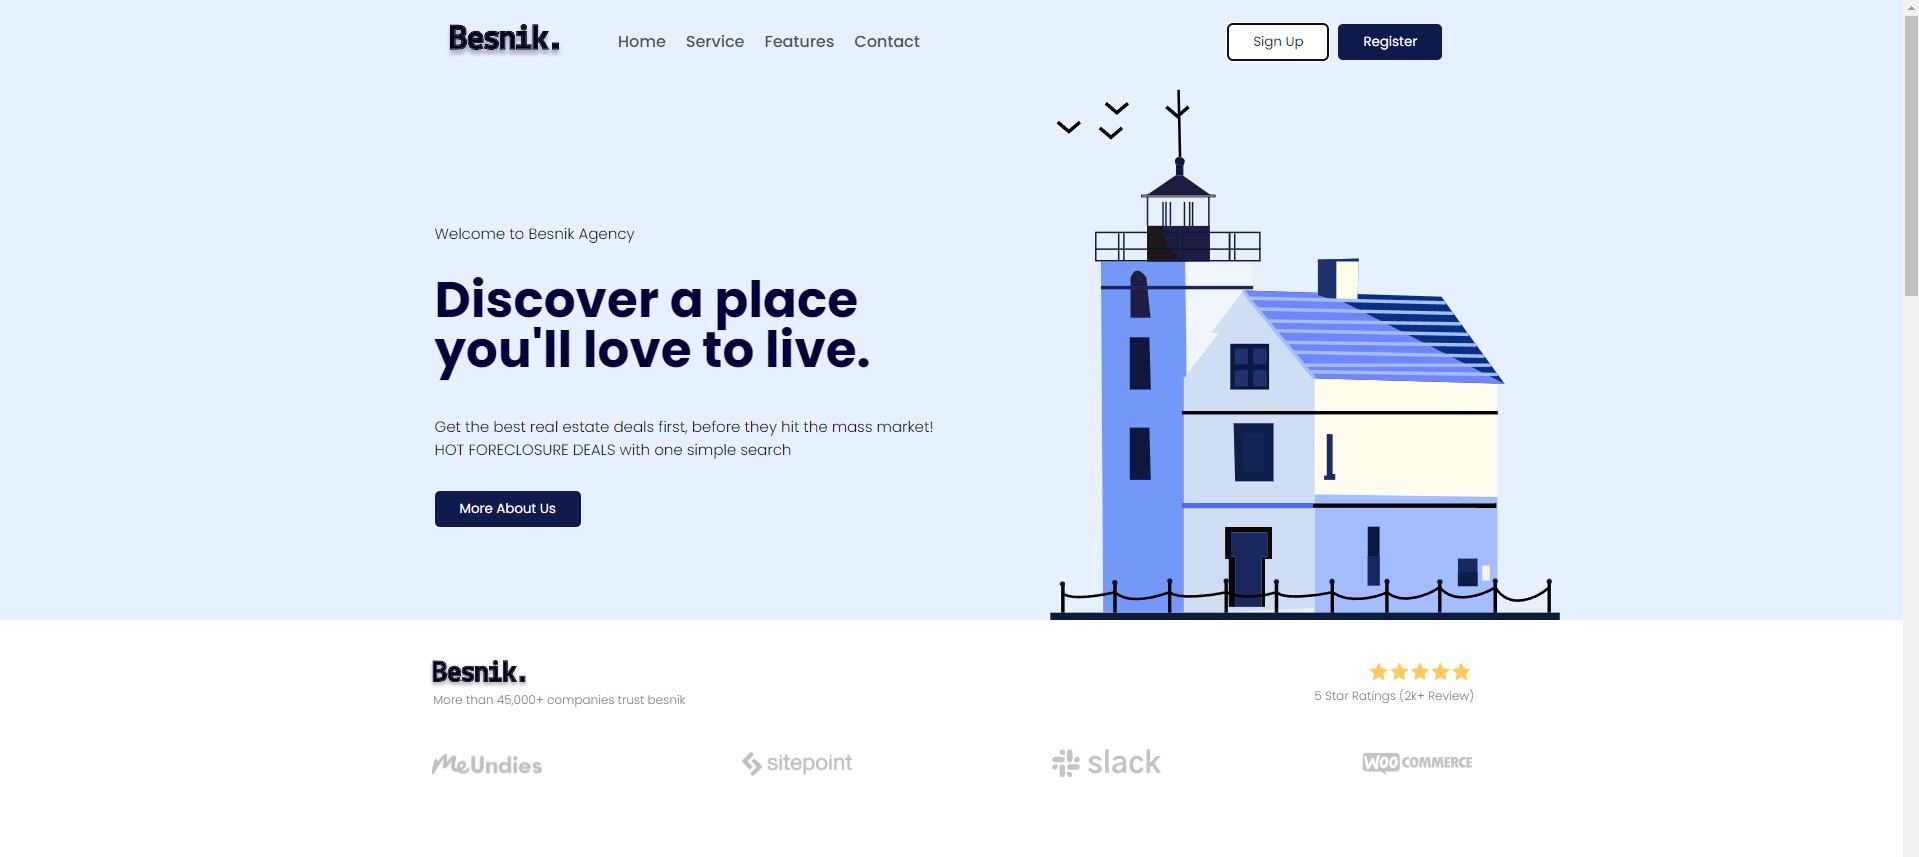 Besnik.
Home Service Features Contact
Sign Up Register
Welcome to Besnik Agency
Discover a place
you'll love to live.
Get the best real estate deals first, before they hit the mass market!
HOT FORECLOSURE DEALS with one simple search
More About Us
Besnik.
More than 45,000+ companies trust besnik
5 Star Ratings (2k+ Review)
MeUndies sitepoint slack WOO COMMERCE